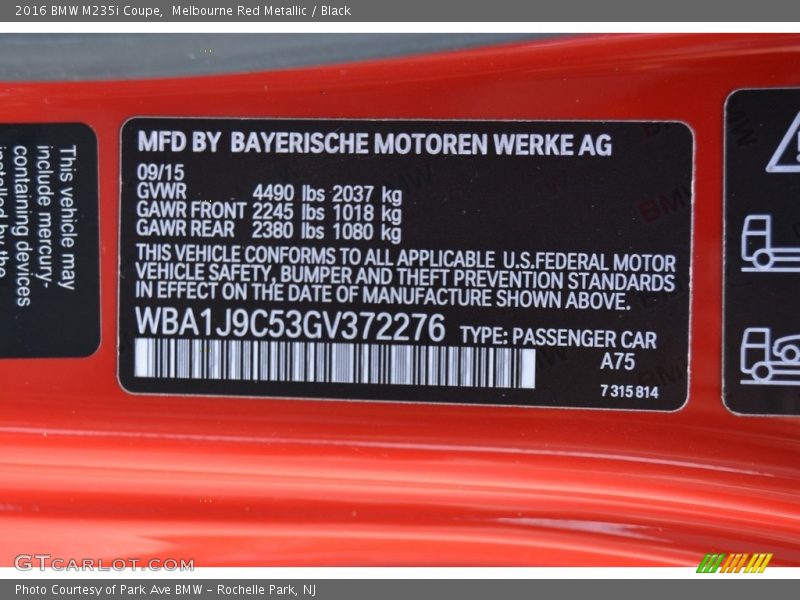 2016 BMW M235i Coupe,  Melbourne Red Metallic / Black
This vehicle may
include mercury-
containing devices
installed by the
MFD BY BAYERISCHE MOTOREN WERKE AG
09/15
GVWR 4490 lbs 2037 kg
GAWR FRONT 2245 lbs 1018 kg
GAWR REAR 2380 lbs 1080 kg
THIS VEHICLE CONFORMS TO ALL APPLICABLE U.S.FEDERAL MOTOR
VEHICLE SAFETY, BUMPER AND THEFT PREVENTION STANDARDS
IN EFFECT ON THE DATE OF MANUFACTURE SHOWN ABOVE.
WBA1J9C53GV372276 TYPE: PASSENGER CAR
A75
7 315 814
GTCARLOT.COM
Photo Courtesy of Park Ave BMW - Rochelle Park, NJ